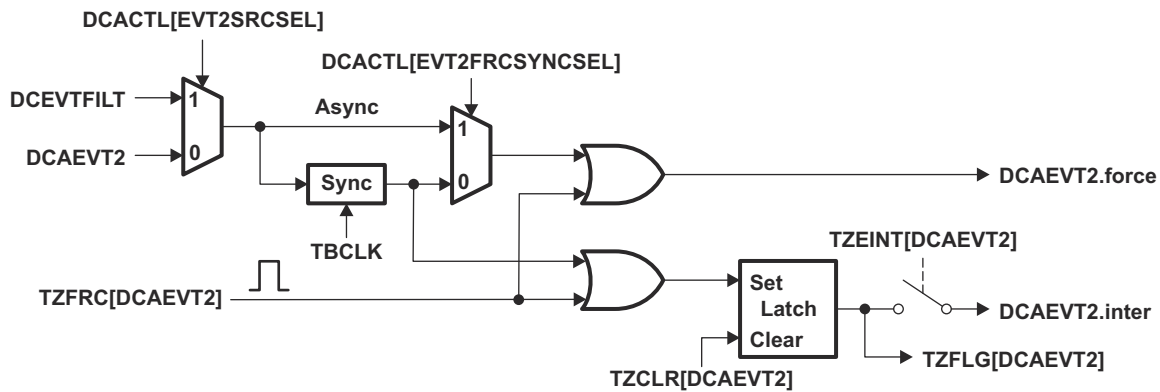 DCACTL[EVT2SRCSEL]
DCACTL[EVT2FRCSYNCSEL]
DCEVTFILT
1
Async
1
DCAEVT2
0
Sync
0
DCAEVT2.force
TBCLK
TZEINT[DCAEVT2]
TZFRC[DCAEVT2]
Set
Latch
DCAEVT2.inter
Clear
TZFLG[DCAEVT2]
TZCLR[DCAEVT2]